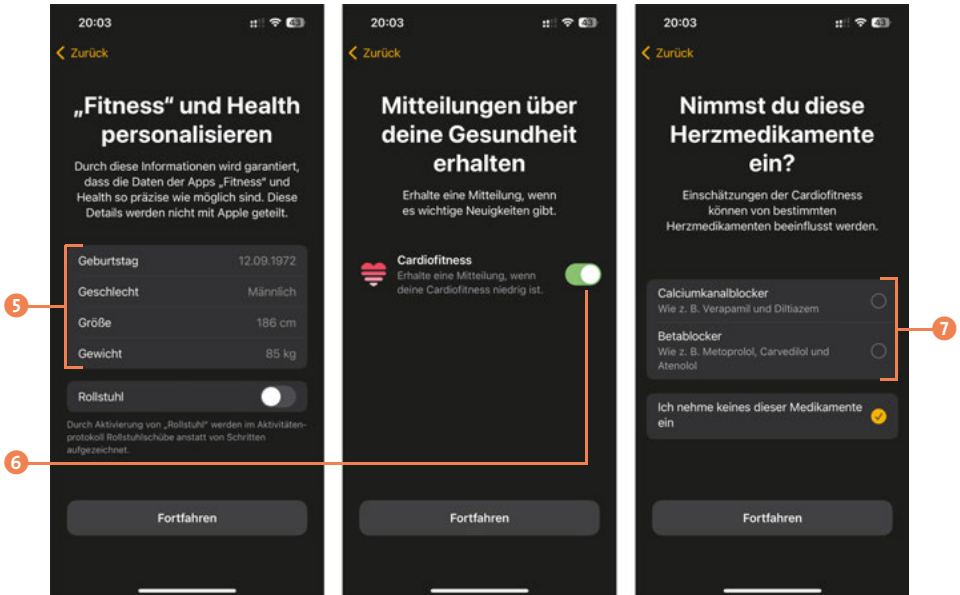 20:03
43
Zurück
„Fitness“ und Health
personalisieren
Durch diese Informationen wird garantiert,
dass die Daten der Apps „Fitness“ und
Health so präzise wie möglich sind. Diese
Details werden nicht mit Apple geteilt.
Geburtstag 12.09.1972
Geschlecht Männlich
Größe 186 cm
Gewicht 85 kg
Rollstuhl
Durch Aktivierung von „Rollstuhl“ werden im Aktivitäten-
protokoll Rollstuhlschübe anstatt von Schritten
aufgezeichnet.
Fortfahren
5
6
20:03
43
Zurück
Mitteilungen über
deine Gesundheit
erhalten
Erhalte eine Mitteilung, wenn
es wichtige Neuigkeiten gibt.
Cardiofitness
Erhalte eine Mitteilung, wenn
deine Cardiofitness niedrig ist.
Fortfahren
20:03
43
Zurück
Nimmst du diese
Herzmedikamente
ein?
Einschätzungen der Cardiofitness
können von bestimmten
Herzmedikamenten beeinflusst werden.
Calciumkanalblocker
Wie z. B. Verapamil und Diltiazem
Betablocker
Wie z. B. Metoprolol, Carvedilol und
Atenolol
Ich nehme keines dieser Medikamente
ein
Fortfahren
7